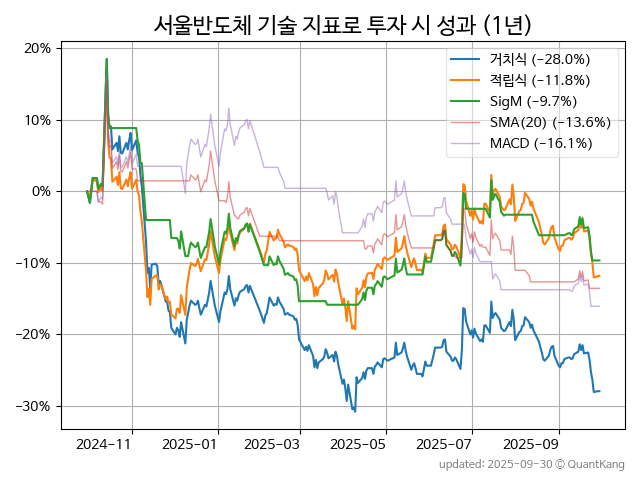 서울반도체 기술 지표로 투자 시 성과 (1년)
거치식 (−28.0%)
적립식 (−11.8%)
SigM (−9.7%)
SMA(20) (−13.6%)
MACD (−16.1%)
20%
10%
0%
−10%
−20%
−30%
2024−11
2025−01
2025−03
2025−05
2025−07
2025−09
updated: 2025-09-30 © QuantKang